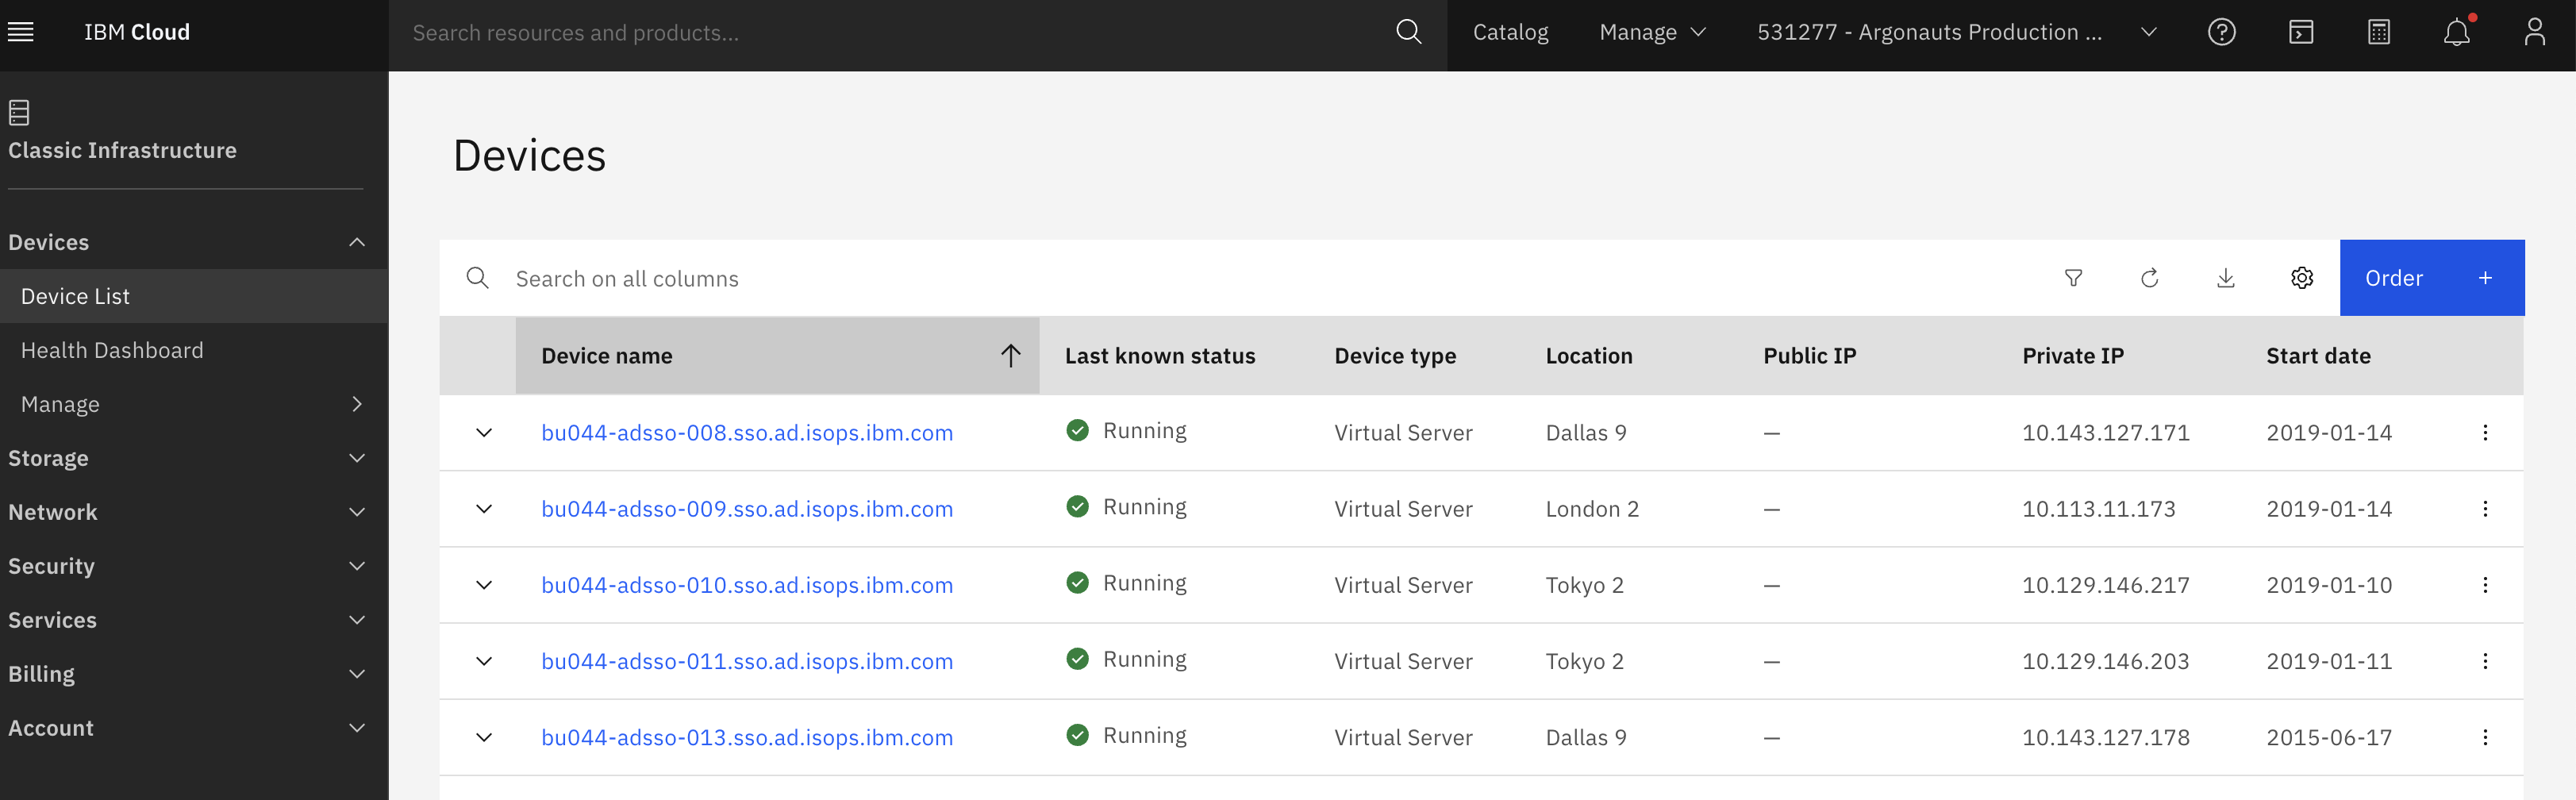 IBM Cloud
Search resources and products...
Catalog
Manage
531277 - Argonauts Production ...
Classic Infrastructure
Devices
Device List
Health Dashboard
Manage
Storage
Network
Security
Services
Billing
Account
Devices
Search on all columns
Order +
Device name Last known status Device type Location Public IP Private IP Start date
bu044-adsso-008.sso.ad.isops.ibm.com Running Virtual Server Dallas 9 — 10.143.127.171 2019-01-14
bu044-adsso-009.sso.ad.isops.ibm.com Running Virtual Server London 2 — 10.113.11.173 2019-01-14
bu044-adsso-010.sso.ad.isops.ibm.com Running Virtual Server Tokyo 2 — 10.129.146.217 2019-01-10
bu044-adsso-011.sso.ad.isops.ibm.com Running Virtual Server Tokyo 2 — 10.129.146.203 2019-01-11
bu044-adsso-013.sso.ad.isops.ibm.com Running Virtual Server Dallas 9 — 10.143.127.178 2015-06-17